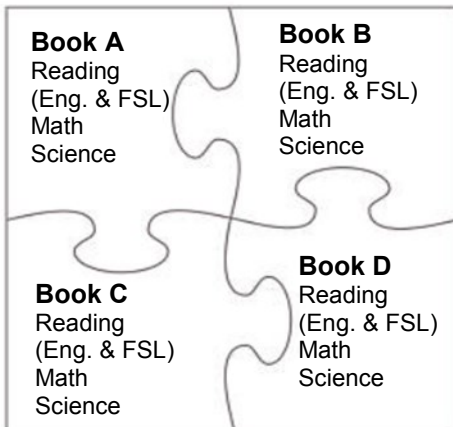 Book A
Reading
(Eng. & FSL)
Math
Science
Book B
Reading
(Eng. & FSL)
Math
Science
Book C
Reading
(Eng. & FSL)
Math
Science
Book D
Reading
(Eng. & FSL)
Math
Science